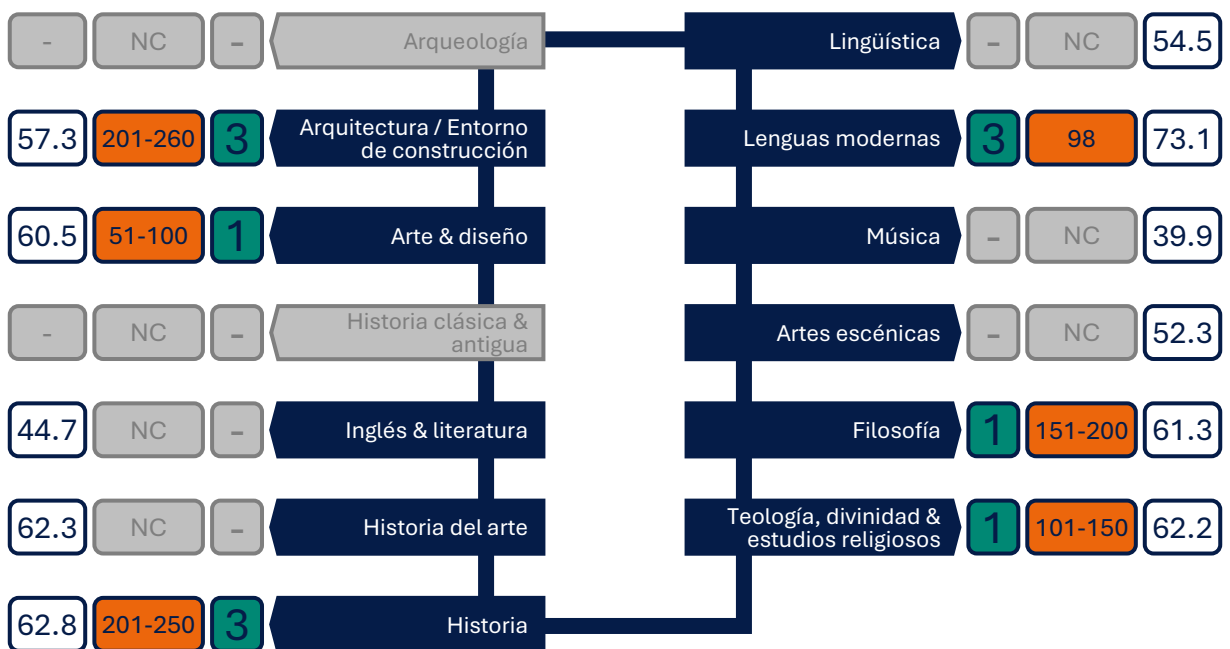 - NC - Arqueología
57.3 201-260 3 Arquitectura / Entorno
de construcción
60.5 51-100 1 Arte & diseño
- NC - Historia clásica &
antigua
44.7 NC - Inglés & literatura
62.3 NC - Historia del arte
62.8 201-250 3 Historia
Lingüística - NC 54.5
Lenguas modernas 3 98 73.1
Música - NC 39.9
Artes escénicas - NC 52.3
Filosofía 1 151-200 61.3
Teología, divinidad &
estudios religiosos 1 101-150 62.2